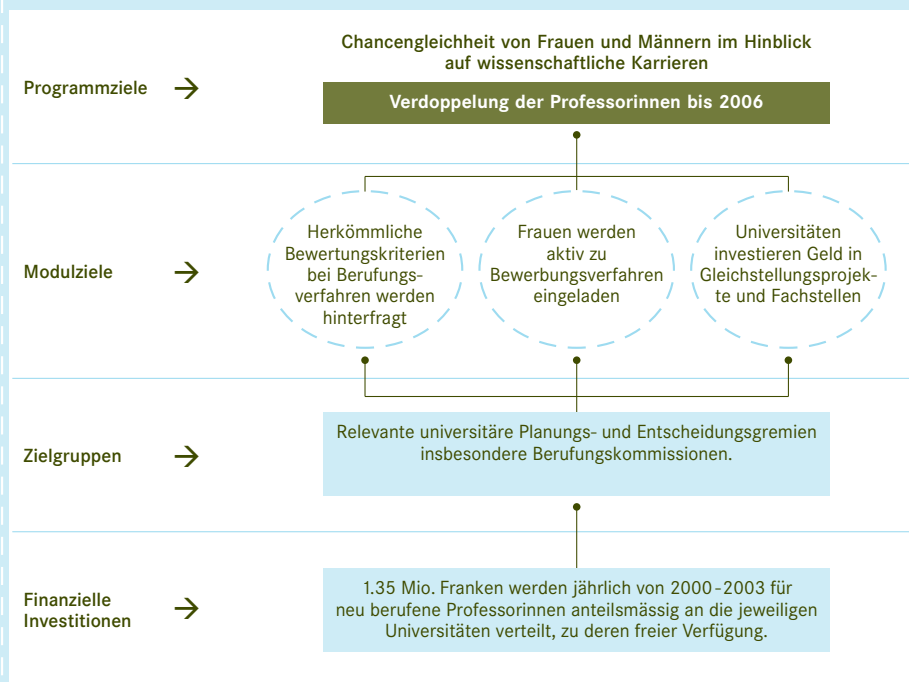 Chancengleichheit von Frauen und Männern im Hinblick
auf wissenschaftliche Karrieren
Programmziele →
Verdoppelung der Professorinnen bis 2006
Modulziele →
Herkömmliche
Bewertungskriterien
bei Berufungs-
verfahren werden
hinterfragt
Frauen werden
aktiv zu
Bewerbungsverfahren
eingeladen
Universitäten
investieren Geld in
Gleichstellungsprojek-
te und Fachstellen
Zielgruppen →
Relevante universitäre Planungs- und Entscheidungsgremien
insbesondere Berufungskommissionen.
Finanzielle
Investitionen →
1.35 Mio. Franken werden jährlich von 2000-2003 für
neu berufene Professorinnen anteilsmässig an die jeweiligen
Universitäten verteilt, zu deren freier Verfügung.